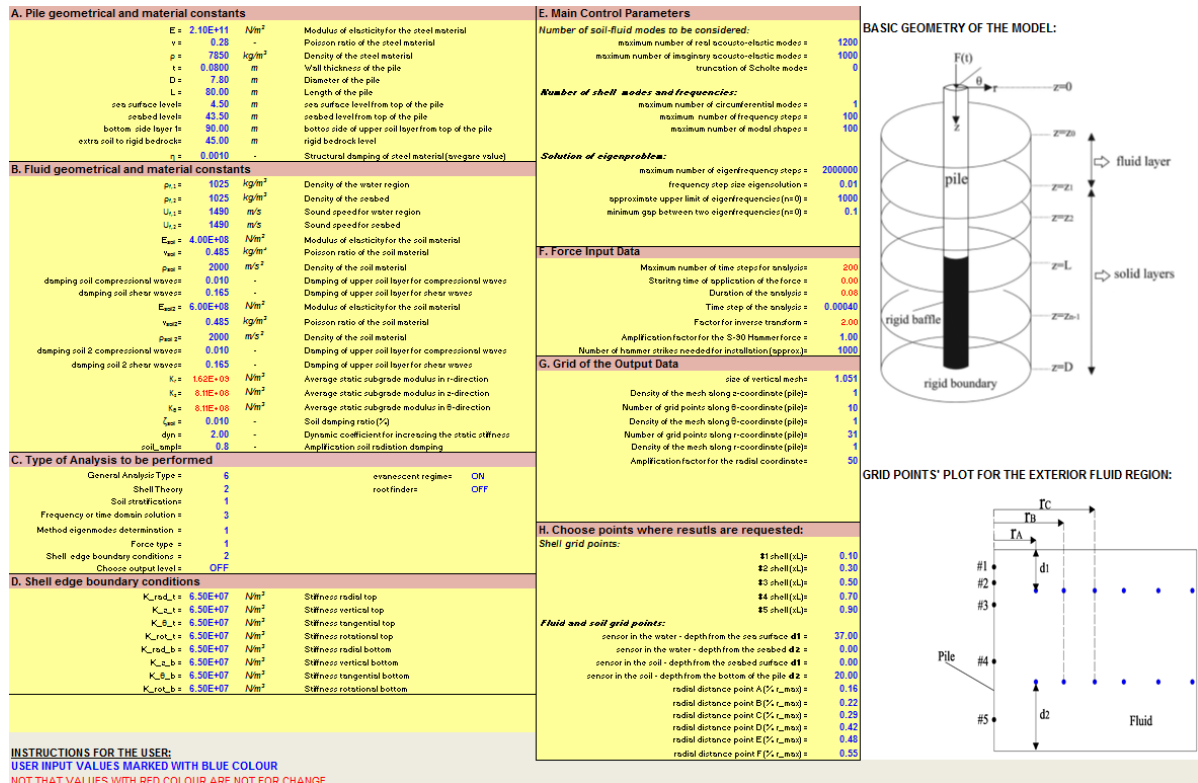 A. Pile geometrical and material constants
E = 2.10E+11 N/m² Modulus of elasticity for the steel material
ν = 0.28 - Poisson ratio of the steel material
ρ = 7850 kg/m³ Density of the steel material
t = 0.0800 m Wall thickness of the pile
D = 7.80 m Diameter of the pile
L = 80.00 m Length of the pile
sea surface level= 4.50 m sea surface level from top of the pile
seabed level= 43.50 m seabed level from top of the pile
bottom side layer 1= 90.00 m bottos side of upper soil layer from top of the pile
extra soil to rigid bedrock= 45.00 m rigid bedrock level
η = 0.0010 - Structural damping of steel material (avegare value)
B. Fluid geometrical and material constants
ρf,1 = 1025 kg/m³ Density of the water region
ρf,2 = 1025 kg/m³ Density of the seabed
Uf,1 = 1490 m/s Sound speed for water region
Uf,2 = 1490 m/s Sound speed for seabed
Esoil = 4.00E+08 N/m² Modulus of elasticity for the soil material
νsoil = 0.485 kg/m³ Poisson ratio of the soil material
ρsoil = 2000 m/s² Density of the soil material
damping soil compressional waves= 0.010 - Damping of upper soil layer for compressional waves
damping soil shear waves= 0.165 - Damping of upper soil layer for shear waves
Esoil2 = 6.00E+08 N/m² Modulus of elasticity for the soil material
νsoil2= 0.485 kg/m³ Poisson ratio of the soil material
ρsoil2 = 2000 m/s² Density of the soil material
damping soil 2 compressional waves= 0.010 - Damping of upper soil layer for compressional waves
damping soil 2 shear waves= 0.165 - Damping of upper soil layer for shear waves
Kr = 1.62E+09 N/m³ Average static subgrade modulus in r-direction
Kz = 8.11E+08 N/m³ Average static subgrade modulus in z-direction
Kθ = 8.11E+08 N/m³ Average static subgrade modulus in θ-direction
ζsoil = 0.010 - Soil damping ratio (%)
dyn = 2.00 - Dynamic coefficient for increasing the static stiffness
soil_ampl= 0.8 - Amplification soil radiation damping
C. Type of Analysis to be performed
General Analysis Type = 6 evanescent regime= ON
Shell Theory 2 rootfinder= OFF
Soil stratification= 1
Frequency or time domain solution = 3
Method eigenmodes determination = 1
Force type = 1
Shell edge boundary conditions = 2
Choose output level = OFF
D. Shell edge boundary conditions
K_rad_t = 6.50E+07 N/m² Stiffness radial top
K_z_t = 6.50E+07 N/m² Stiffness vertical top
K_θ_t = 6.50E+07 N/m² Stiffness tangential top
K_rot_t = 6.50E+07 N/m² Stiffness rotational top
K_rad_b = 6.50E+07 N/m² Stiffness radial bottom
K_z_b = 6.50E+07 N/m² Stiffness vertical bottom
K_θ_b = 6.50E+07 N/m² Stiffness tangential bottom
K_rot_b = 6.50E+07 N/m² Stiffness rotational bottom
INSTRUCTIONS FOR THE USER:
USER INPUT VALUES MARKED WITH BLUE COLOUR
NOT THAT VALUES WITH RED COLOUR ARE NOT FOR CHANGE
E. Main Control Parameters
Number of soil-fluid modes to be considered:
maximum number of real acousto-elastic modes = 1200
maximum number of imaginary acousto-elastic modes = 1000
truncation of Scholte mode= 0
Number of shell modes and frequencies:
maximum number of circumferential modes = 1
maximum number of frequency steps = 100
maximum number of modal shapes = 100
Solution of eigenproblem:
maximum number of eigenfrequency steps = 2000000
frequency step size eigensolution = 0.01
approximate upper limit of eigenfrequencies (n=0) = 1000
minimum gap between two eigenfrequencies (n=0) = 0.1
F. Force Input Data
Maximum number of time steps for analysis= 200
Staritng time of application of the force = 0.00
Duration of the analysis = 0.08
Time step of the analysis = 0.00040
Factor for inverse transform = 2.00
Amplification factor for the S-90 Hammer force = 1.00
Number of hammer strikes needed for installation (approx.)= 1000
G. Grid of the Output Data
size of vertical mesh= 1.051
Density of the mesh along z-coordinate (pile)= 1
Number of grid points along θ-coordinate (pile)= 10
Density of the mesh along θ-coordinate (pile)= 1
Number of grid points along r-coordinate (pile)= 31
Density of the mesh along r-coordinate (pile)= 1
Amplification factor for the radial coordinate= 50
H. Choose points where resutls are requested:
Shell grid points:
#1 shell (xL)= 0.10
#2 shell (xL)= 0.30
#3 shell (xL)= 0.50
#4 shell (xL)= 0.70
#5 shell (xL)= 0.90
Fluid and soil grid points:
sensor in the water - depth from the sea surface d1 = 37.00
sensor in the water - depth from the seabed d2 = 0.00
sensor in the soil - depth from the seabed surface d1 = 0.00
sensor in the soil - depth from the bottom of the pile d2 = 20.00
radial distance point A (% r_max) = 0.16
radial distance point B (% r_max) = 0.22
radial distance point C (% r_max) = 0.29
radial distance point D (% r_max) = 0.42
radial distance point E (% r_max) = 0.48
radial distance point F (% r_max) = 0.55
BASIC GEOMETRY OF THE MODEL:
F(t)
θ
r
z=0
z
z=z0
fluid layer
pile
z=z1
z=z2
z=L
solid layers
rigid baffle
z=zn-1
z=D
rigid boundary
GRID POINTS' PLOT FOR THE EXTERIOR FLUID REGION:
rC
rB
rA
d1
#1
#2
#3
Pile
#4
#5
d2
Fluid